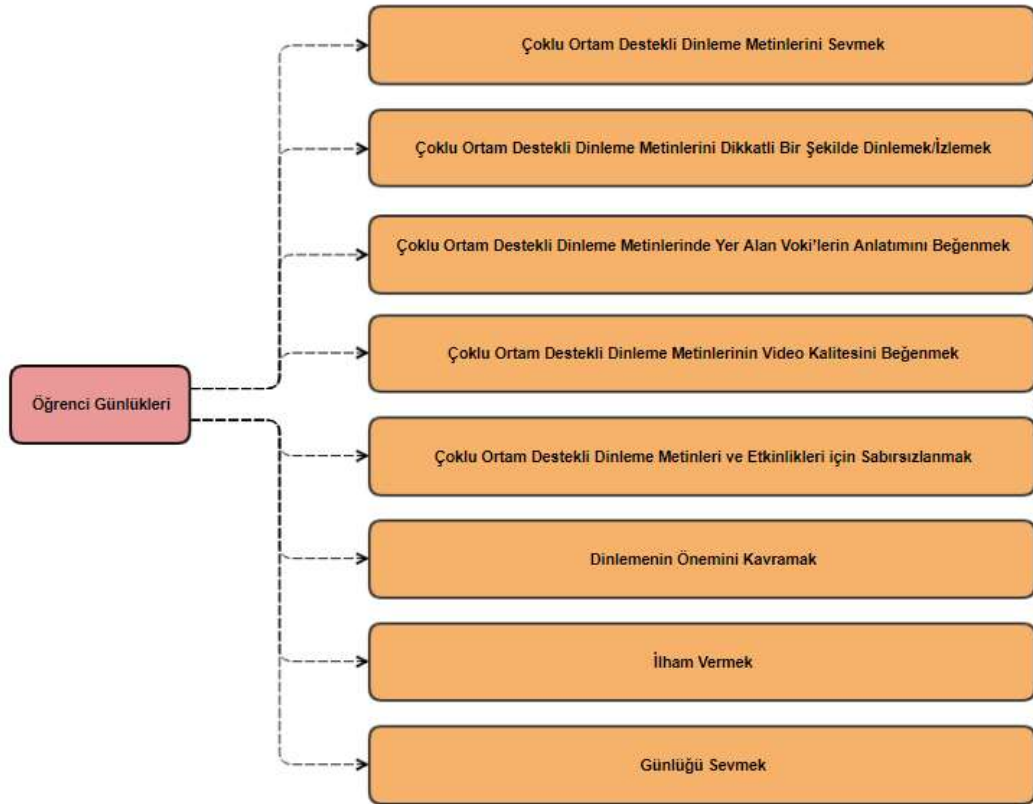 Çoklu Ortam Destekli Dinleme Metinlerini Sevmek
Çoklu Ortam Destekli Dinleme Metinlerini Dikkatli Bir Şekilde Dinlemek/İzlemek
Çoklu Ortam Destekli Dinleme Metinlerinde Yer Alan Voki’lerin Anlatımını Beğenmek
Çoklu Ortam Destekli Dinleme Metinlerinin Video Kalitesini Beğenmek
Öğrenci Günlükleri
Çoklu Ortam Destekli Dinleme Metinleri ve Etkinlikleri için Sabırsızlanmak
Dinlemenin Önemini Kavramak
İlham Vermek
Günlüğü Sevmek